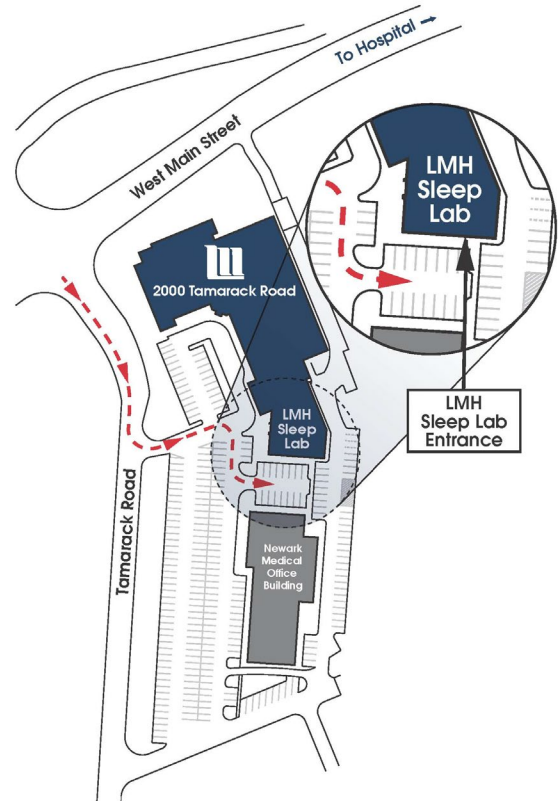 To Hospital
West Main Street
LMH
Sleep
Lab
2000 Tamarack Road
LMH
Sleep Lab
Entrance
LMH
Sleep
Lab
Tamarack Road
Newark
Medical
Office
Building